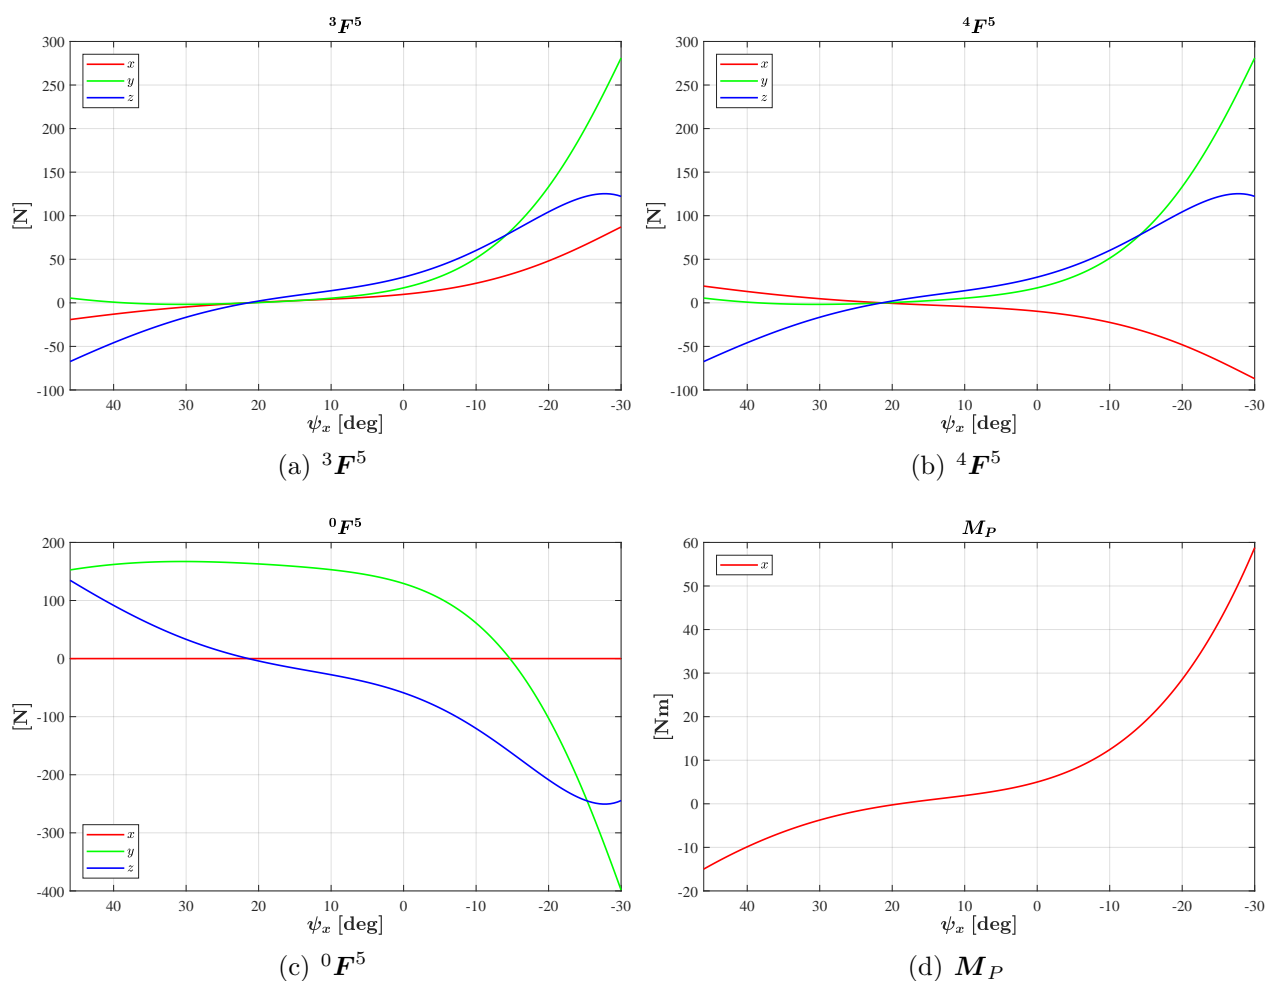 ³F⁵
300
250
200
150
100
50
0
-50
-100
[N]
x
y
z
40 30 20 10 0 -10 -20 -30
ψₓ [deg]
(a) ³F⁵
⁴F⁵
300
250
200
150
100
50
0
-50
-100
[N]
x
y
z
40 30 20 10 0 -10 -20 -30
ψₓ [deg]
(b) ⁴F⁵
⁰F⁵
200
100
0
-100
-200
-300
-400
[N]
x
y
z
40 30 20 10 0 -10 -20 -30
ψₓ [deg]
(c) ⁰F⁵
M_P
60
50
40
30
20
10
0
-10
-20
[Nm]
x
40 30 20 10 0 -10 -20 -30
ψₓ [deg]
(d) M_P